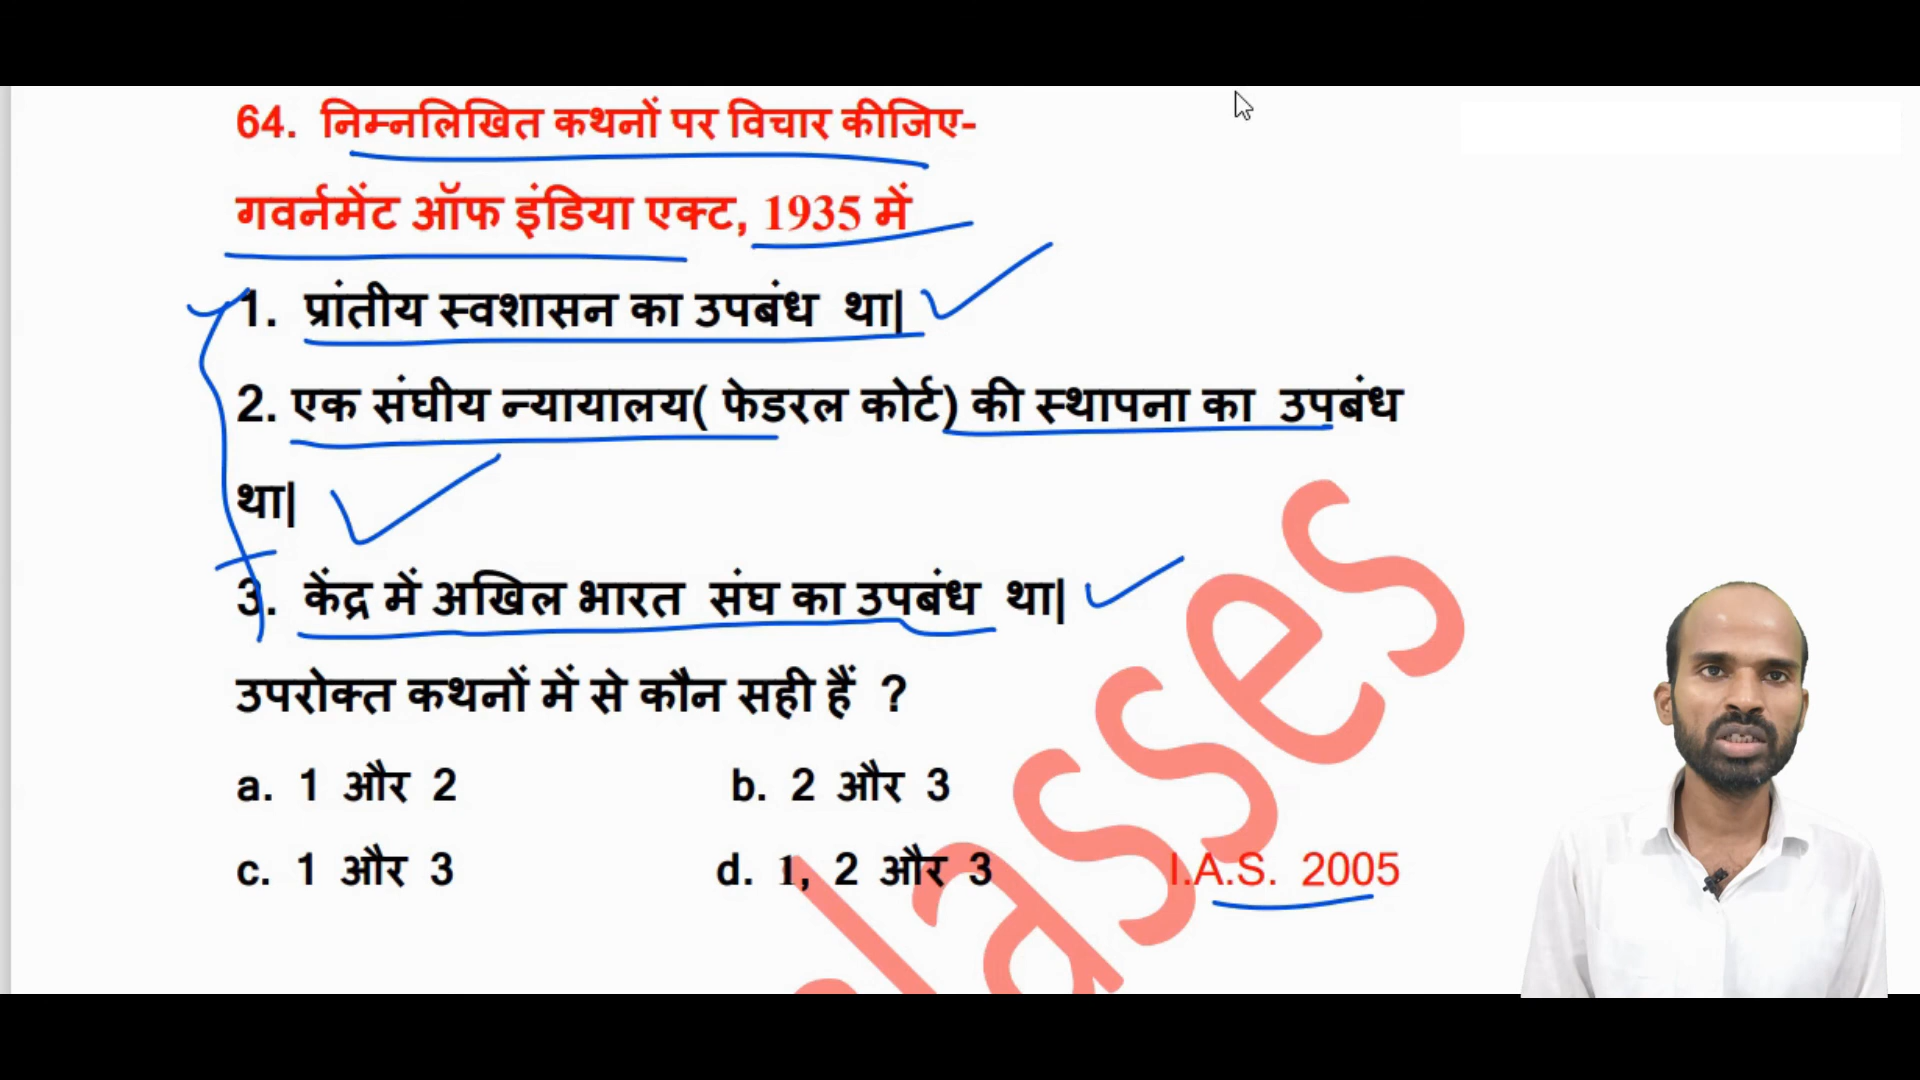 64. निम्नलिखित कथनों पर विचार कीजिए-
गवर्नमेंट ऑफ इंडिया एक्ट, 1935 में
1. प्रांतीय स्वशासन का उपबंध था|
2. एक संघीय न्यायालय( फेडरल कोर्ट) की स्थापना का उपबंध
था|
3. केंद्र में अखिल भारत संघ का उपबंध था|
उपरोक्त कथनों में से कौन सही हैं ?
a. 1 और 2 b. 2 और 3
c. 1 और 3 d. 1, 2 और 3 I.A.S. 2005
lasses